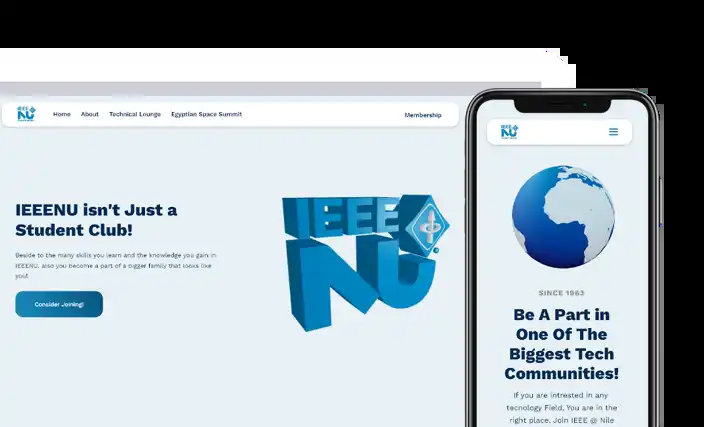 IEEE
NU
Home About Technical Lounge Egyptian Space Summit Membership
IEEENU isn't Just a
Student Club!
Beside to the many skills you learn and the knowledge you gain in
IEEENU, also you become a part of a bigger family that looks like
you!
Consider Joining!
IEEE
NU
IEEE
NU
SINCE 1963
Be A Part in
One Of The
Biggest Tech
Communities!
If you are intrested in any
tecnology Field, You are in the
right place. Join IEEE @ Nile